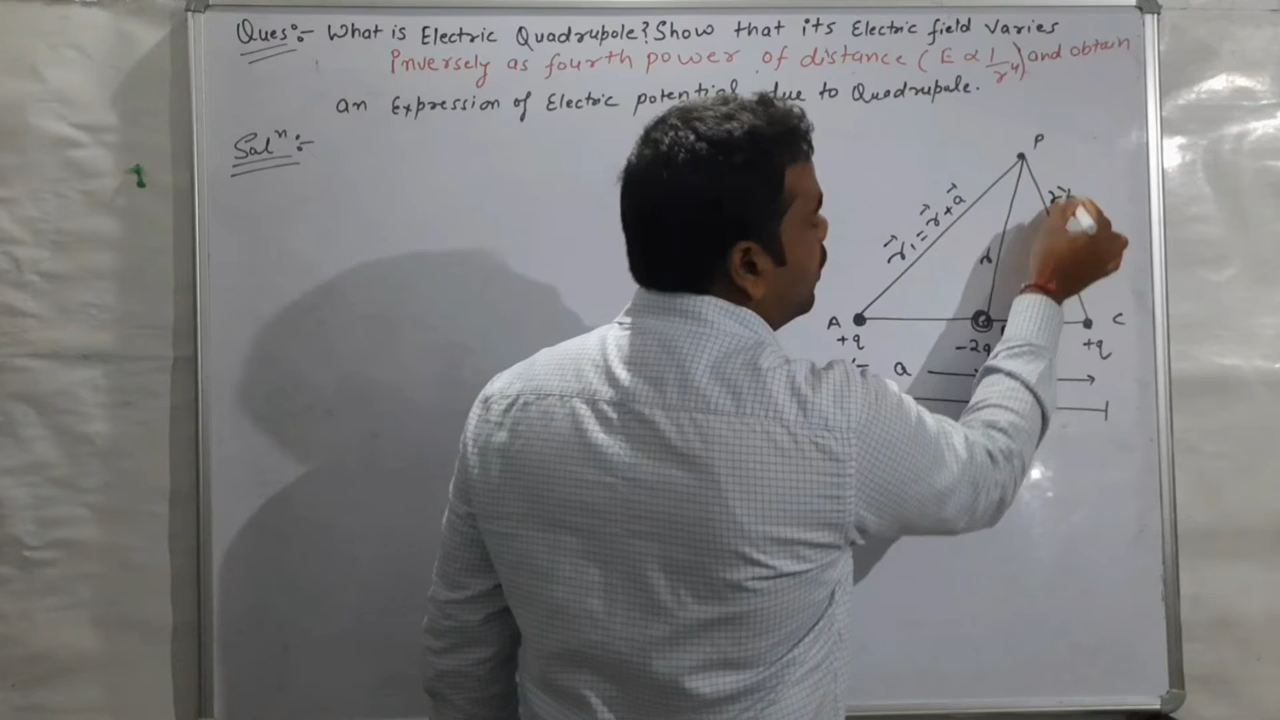 Ques:- What is Electric Quadrupole? Show that its Electric field varies
inversely as fourth power of distance (E ∝ 1/r⁴) and obtain
an Expression of Electric potential due to Quadrupole.
Solⁿ:-
P
r⃗₁ = r⃗ + a⃗
r
A
C
+q
-2q
+q
a